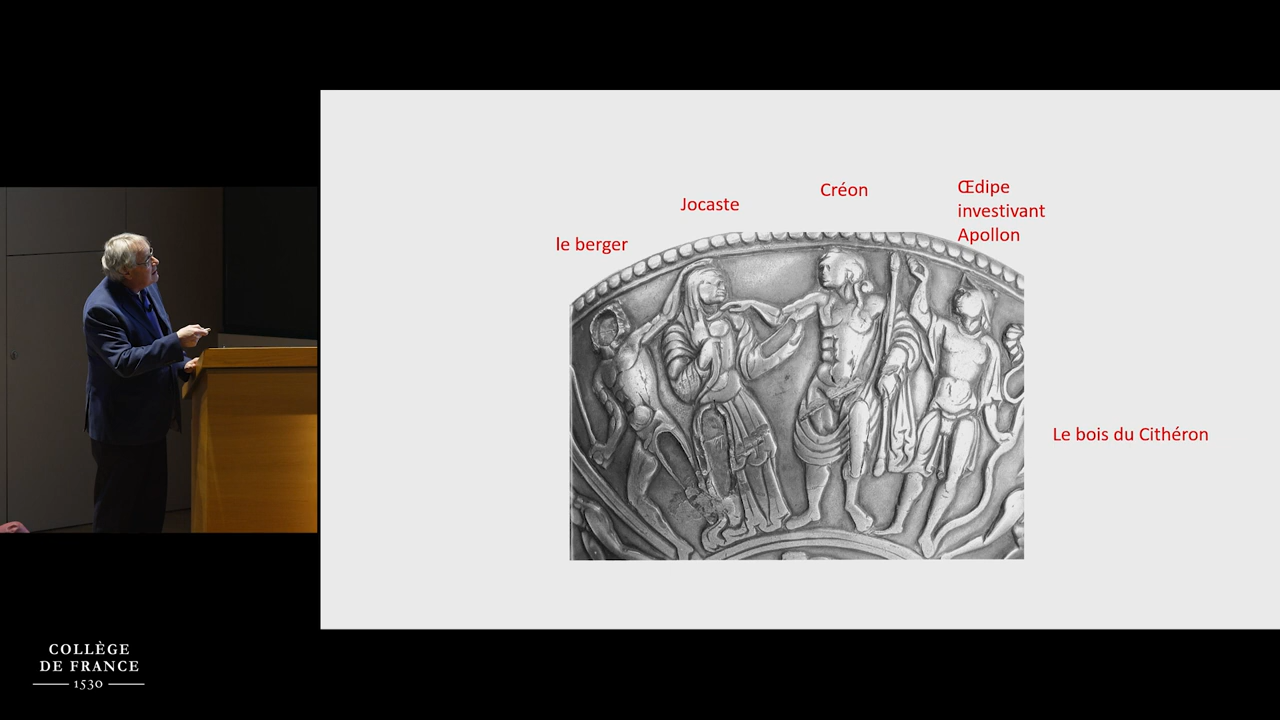 Créon
Œdipe
investivant
Apollon
Jocaste
le berger
Le bois du Cithéron
COLLÈGE
DE FRANCE
1530